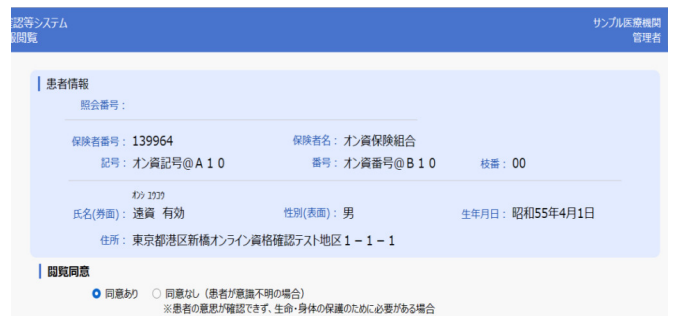 認等システム
サンプル医療機関
報閲覧
管理者
患者情報
照会番号：
保険者番号： 139964 保険者名： オン資保険組合
記号： オン資記号＠Ａ１０ 番号： オン資番号＠Ｂ１０ 枝番： 00
ｵﾝｼ ﾕｳｺｳ
氏名(券面)： 遠資 有効 性別(表面)： 男 生年月日： 昭和55年4月1日
住所： 東京都港区新橋オンライン資格確認テスト地区１－１－１
閲覧同意
同意あり 同意なし（患者が意識不明の場合）
※患者の意思が確認できず、生命・身体の保護のために必要がある場合